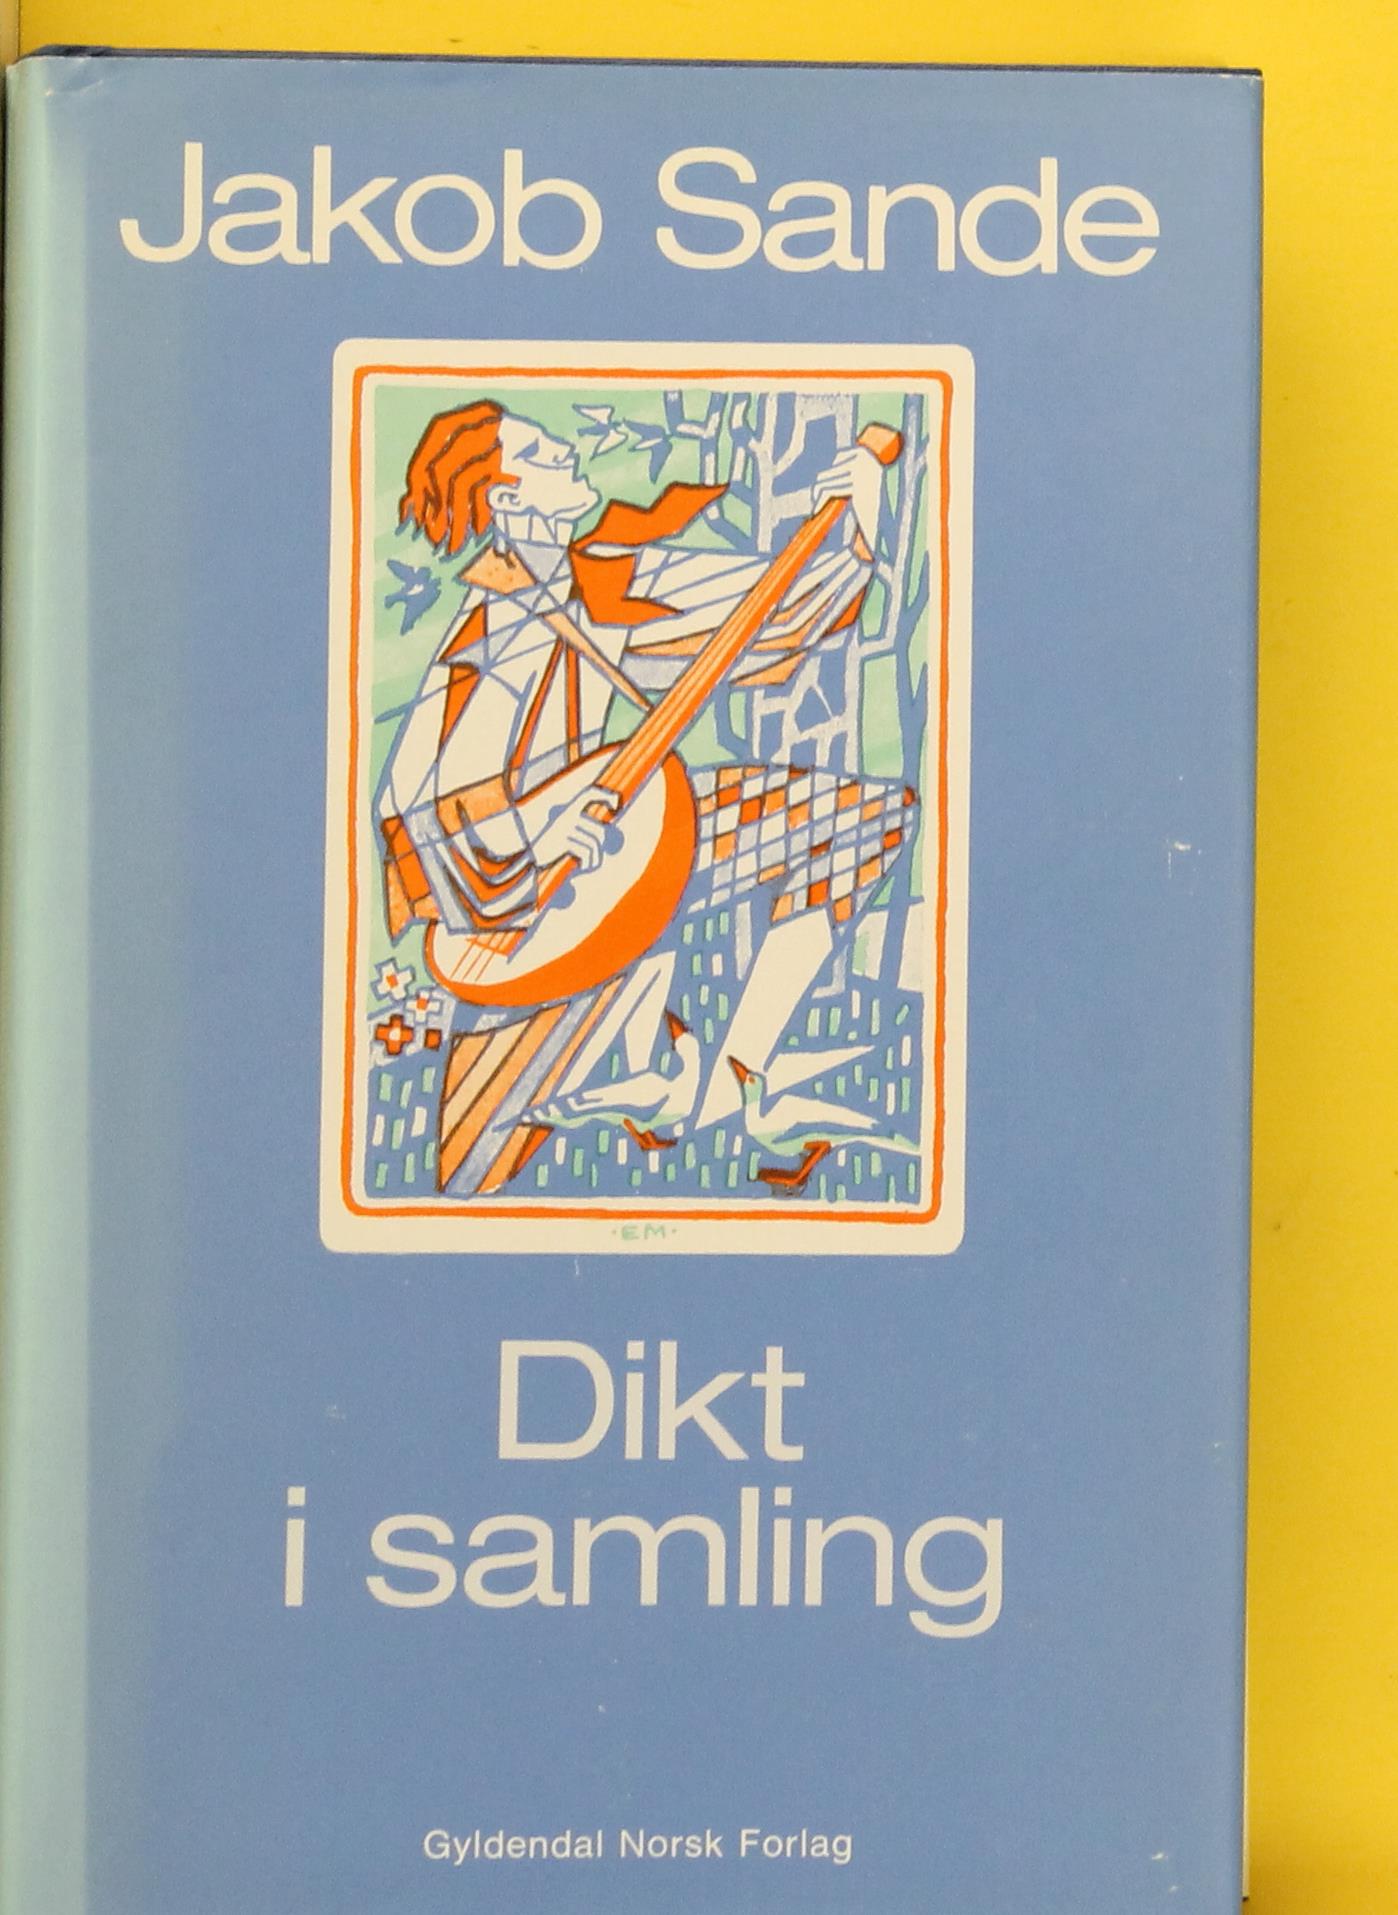 Jakob Sande
·EM·
Dikt
i samling
Gyldendal Norsk Forlag